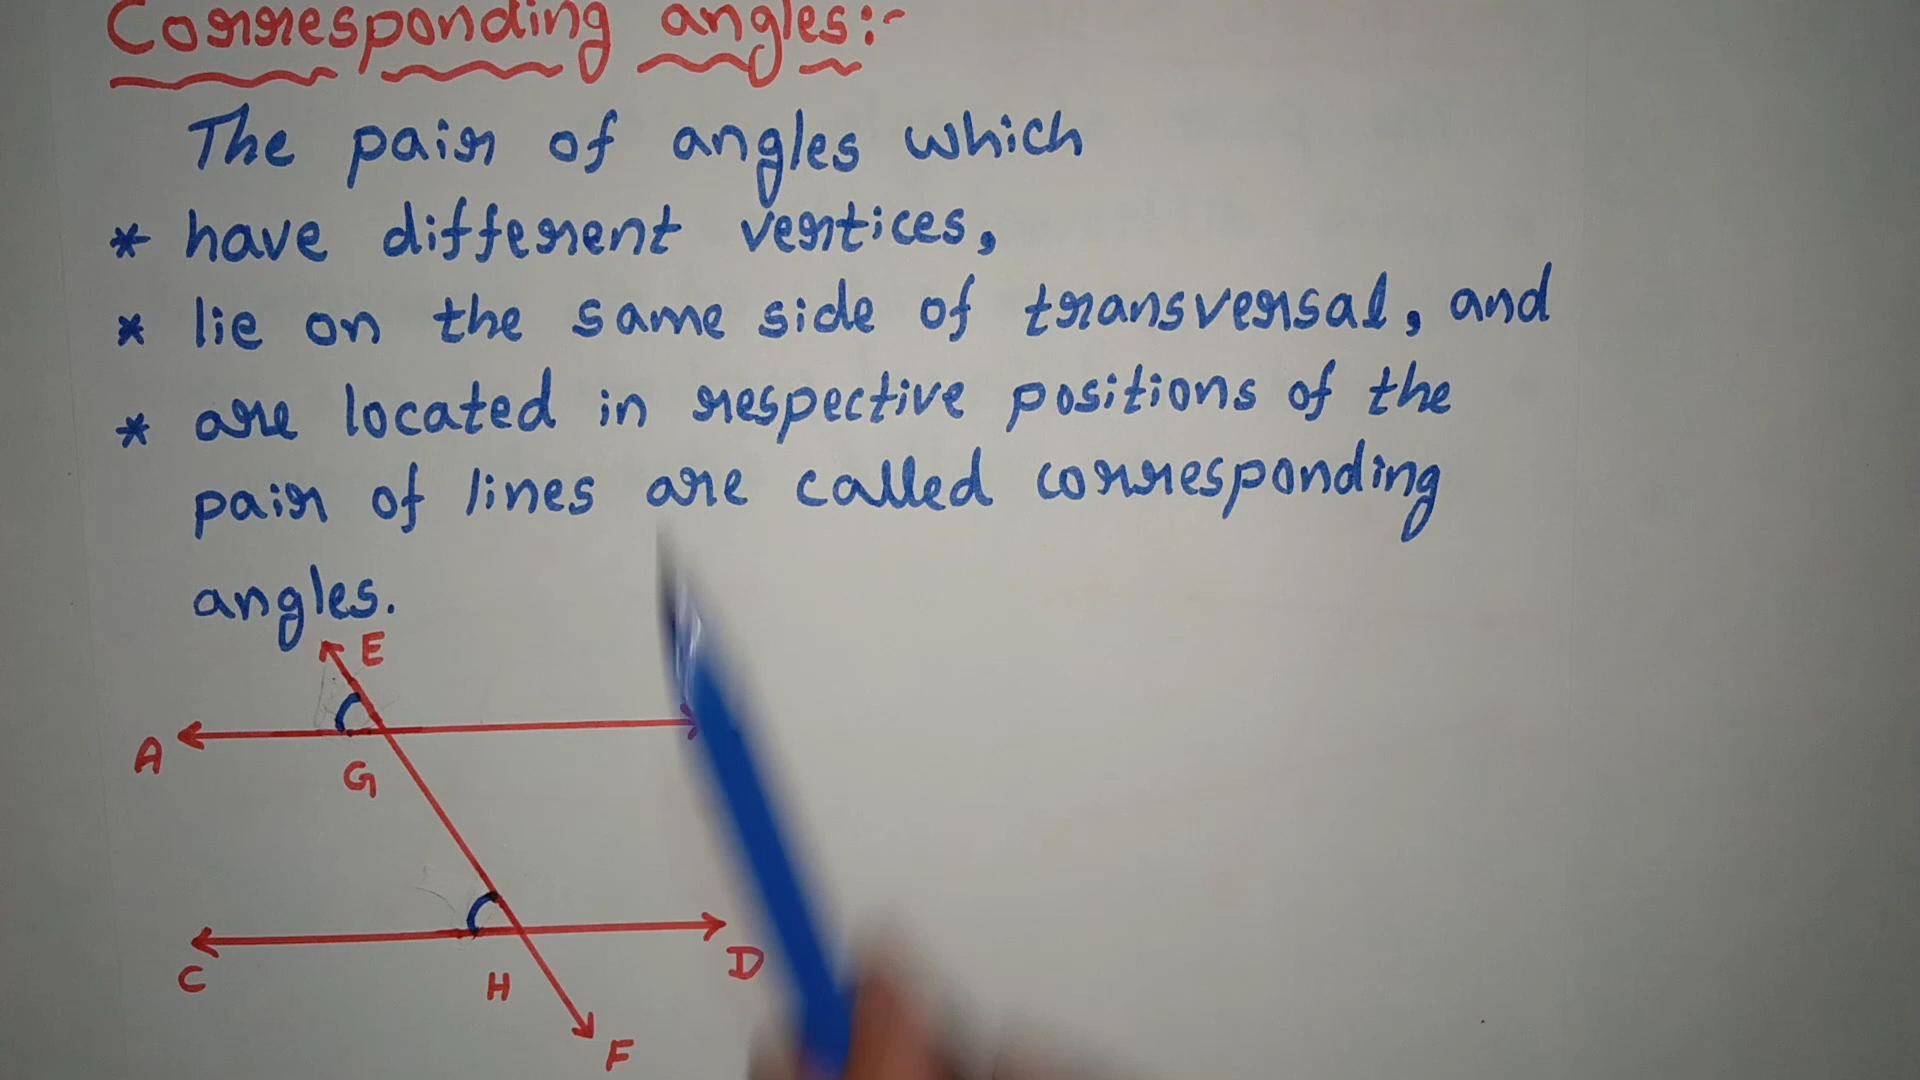 Corresponding angles:-
The pair of angles which
* have different vertices,
* lie on the same side of transversal, and
* are located in respective positions of the
pair of lines are called corresponding
angles.
E
A
G
C
H
D
F